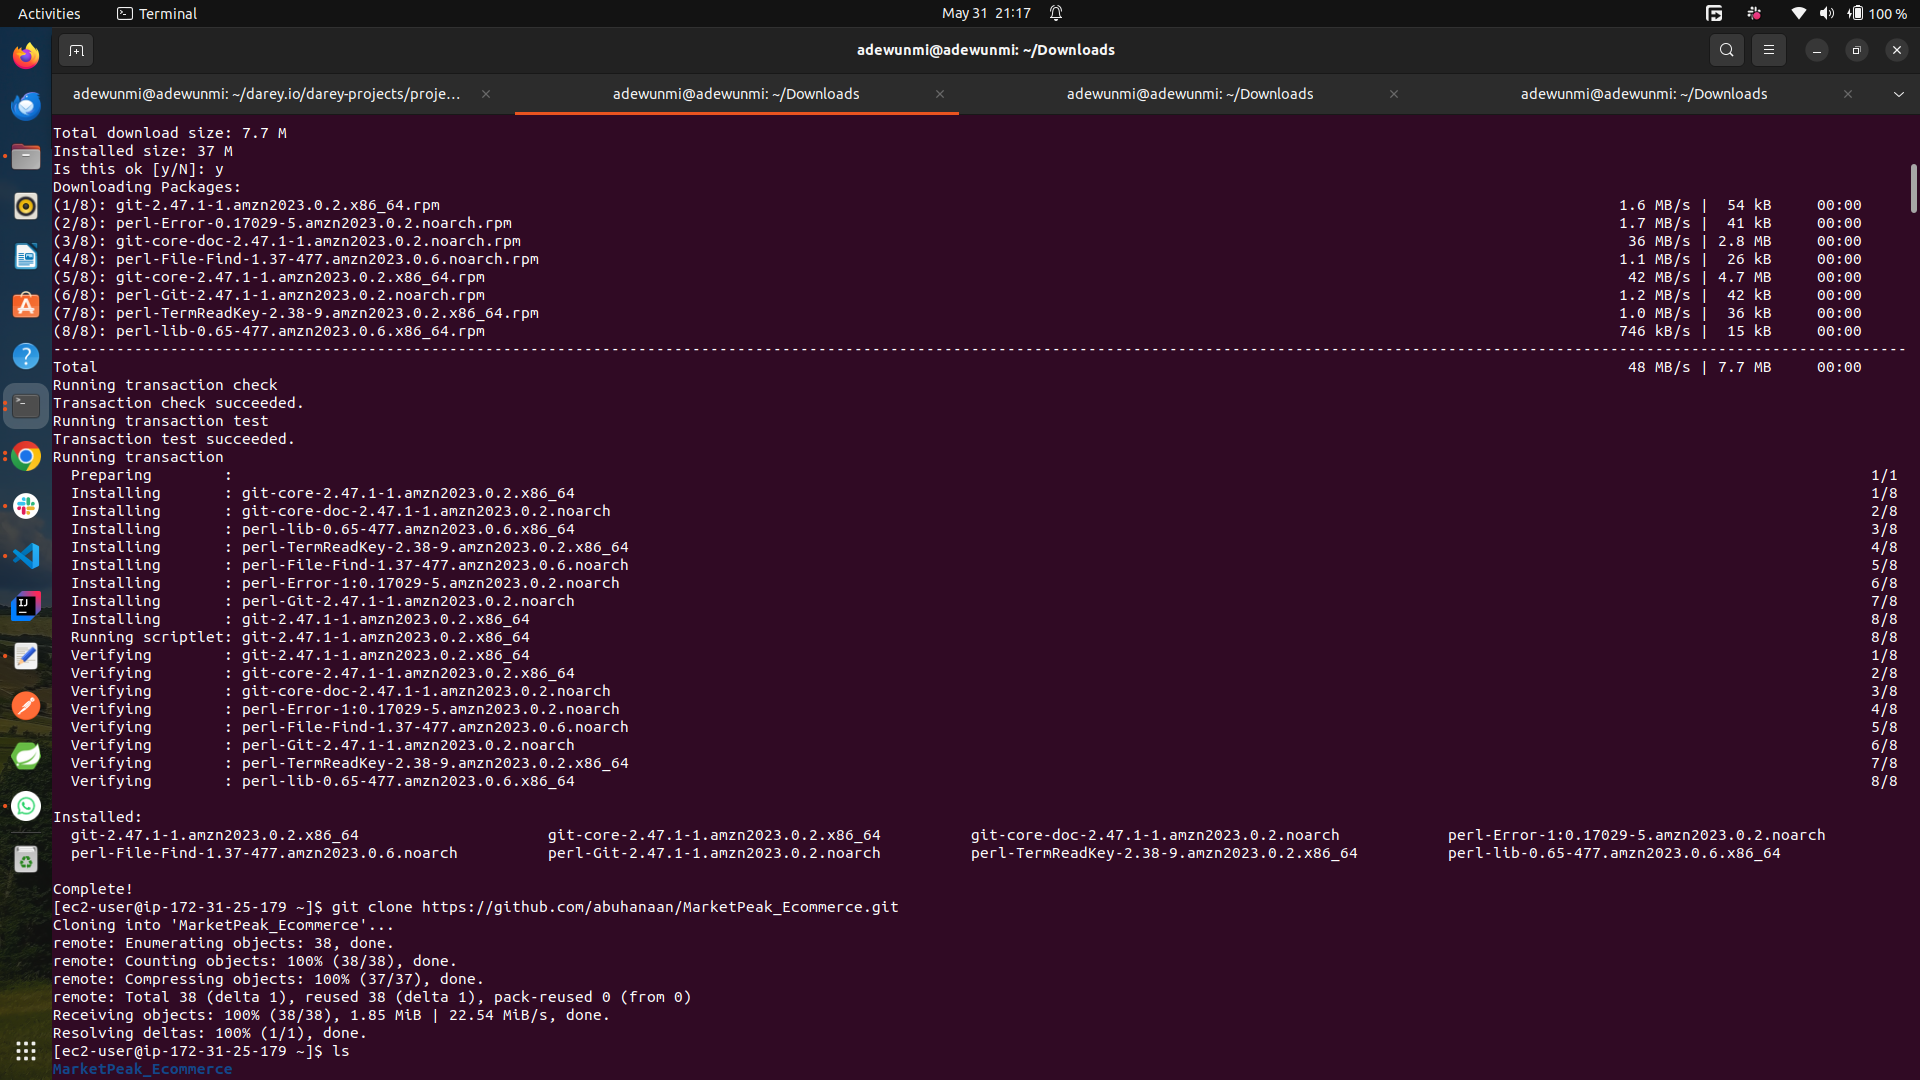 Activities
Terminal
May 31 21:17
100 %
adewunmi@adewunmi: ~/Downloads
adewunmi@adewunmi: ~/darey.io/darey-projects/proje...
adewunmi@adewunmi: ~/Downloads
adewunmi@adewunmi: ~/Downloads
adewunmi@adewunmi: ~/Downloads
Total download size: 7.7 M
Installed size: 37 M
Is this ok [y/N]: y
Downloading Packages:
(1/8): git-2.47.1-1.amzn2023.0.2.x86_64.rpm 1.6 MB/s | 54 kB 00:00
(2/8): perl-Error-0.17029-5.amzn2023.0.2.noarch.rpm 1.7 MB/s | 41 kB 00:00
(3/8): git-core-doc-2.47.1-1.amzn2023.0.2.noarch.rpm 36 MB/s | 2.8 MB 00:00
(4/8): perl-File-Find-1.37-477.amzn2023.0.6.noarch.rpm 1.1 MB/s | 26 kB 00:00
(5/8): git-core-2.47.1-1.amzn2023.0.2.x86_64.rpm 42 MB/s | 4.7 MB 00:00
(6/8): perl-Git-2.47.1-1.amzn2023.0.2.noarch.rpm 1.2 MB/s | 42 kB 00:00
(7/8): perl-TermReadKey-2.38-9.amzn2023.0.2.x86_64.rpm 1.0 MB/s | 36 kB 00:00
(8/8): perl-lib-0.65-477.amzn2023.0.6.x86_64.rpm 746 kB/s | 15 kB 00:00
Total 48 MB/s | 7.7 MB 00:00
Running transaction check
Transaction check succeeded.
Running transaction test
Transaction test succeeded.
Running transaction
Preparing : 1/1
Installing : git-core-2.47.1-1.amzn2023.0.2.x86_64 1/8
Installing : git-core-doc-2.47.1-1.amzn2023.0.2.noarch 2/8
Installing : perl-lib-0.65-477.amzn2023.0.6.x86_64 3/8
Installing : perl-TermReadKey-2.38-9.amzn2023.0.2.x86_64 4/8
Installing : perl-File-Find-1.37-477.amzn2023.0.6.noarch 5/8
Installing : perl-Error-1:0.17029-5.amzn2023.0.2.noarch 6/8
Installing : perl-Git-2.47.1-1.amzn2023.0.2.noarch 7/8
Installing : git-2.47.1-1.amzn2023.0.2.x86_64 8/8
Running scriptlet: git-2.47.1-1.amzn2023.0.2.x86_64 8/8
Verifying : git-2.47.1-1.amzn2023.0.2.x86_64 1/8
Verifying : git-core-2.47.1-1.amzn2023.0.2.x86_64 2/8
Verifying : git-core-doc-2.47.1-1.amzn2023.0.2.noarch 3/8
Verifying : perl-Error-1:0.17029-5.amzn2023.0.2.noarch 4/8
Verifying : perl-File-Find-1.37-477.amzn2023.0.6.noarch 5/8
Verifying : perl-Git-2.47.1-1.amzn2023.0.2.noarch 6/8
Verifying : perl-TermReadKey-2.38-9.amzn2023.0.2.x86_64 7/8
Verifying : perl-lib-0.65-477.amzn2023.0.6.x86_64 8/8
Installed:
git-2.47.1-1.amzn2023.0.2.x86_64 git-core-2.47.1-1.amzn2023.0.2.x86_64 git-core-doc-2.47.1-1.amzn2023.0.2.noarch perl-Error-1:0.17029-5.amzn2023.0.2.noarch
perl-File-Find-1.37-477.amzn2023.0.6.noarch perl-Git-2.47.1-1.amzn2023.0.2.noarch perl-TermReadKey-2.38-9.amzn2023.0.2.x86_64 perl-lib-0.65-477.amzn2023.0.6.x86_64
Complete!
[ec2-user@ip-172-31-25-179 ~]$ git clone https://github.com/abuhanaan/MarketPeak_Ecommerce.git
Cloning into 'MarketPeak_Ecommerce'...
remote: Enumerating objects: 38, done.
remote: Counting objects: 100% (38/38), done.
remote: Compressing objects: 100% (37/37), done.
remote: Total 38 (delta 1), reused 38 (delta 1), pack-reused 0 (from 0)
Receiving objects: 100% (38/38), 1.85 MiB | 22.54 MiB/s, done.
Resolving deltas: 100% (1/1), done.
[ec2-user@ip-172-31-25-179 ~]$ ls
MarketPeak_Ecommerce